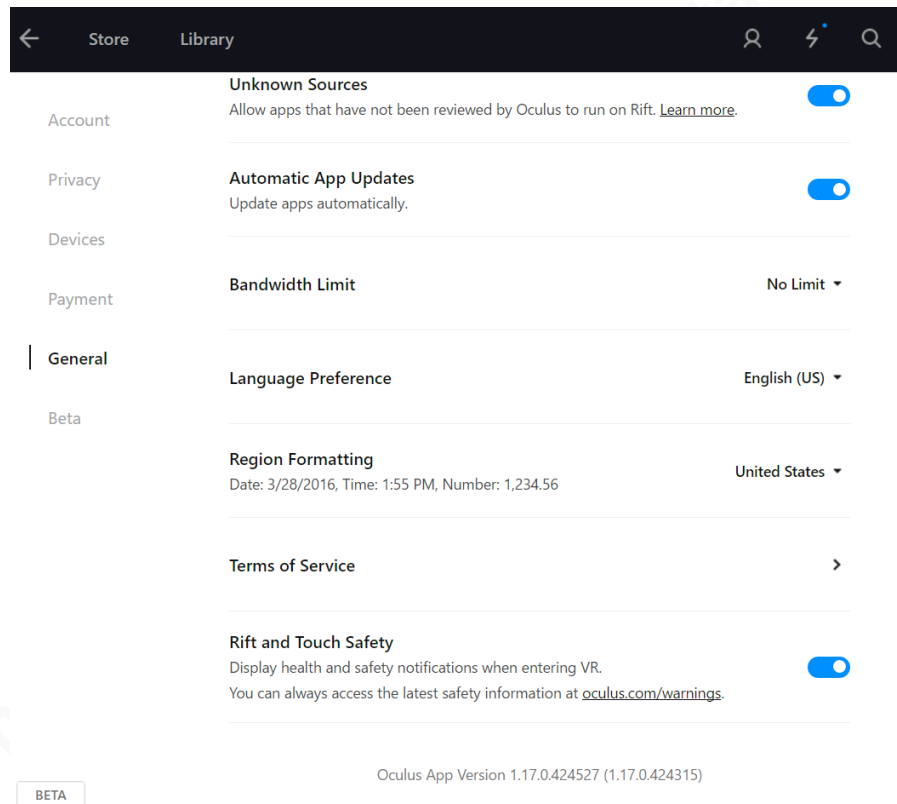 Store Library
Account
Privacy
Devices
Payment
General
Beta
Unknown Sources
Allow apps that have not been reviewed by Oculus to run on Rift. Learn more.
Automatic App Updates
Update apps automatically.
Bandwidth Limit
No Limit
Language Preference
English (US)
Region Formatting
Date: 3/28/2016, Time: 1:55 PM, Number: 1,234.56
United States
Terms of Service
Rift and Touch Safety
Display health and safety notifications when entering VR.
You can always access the latest safety information at oculus.com/warnings.
Oculus App Version 1.17.0.424527 (1.17.0.424315)
BETA